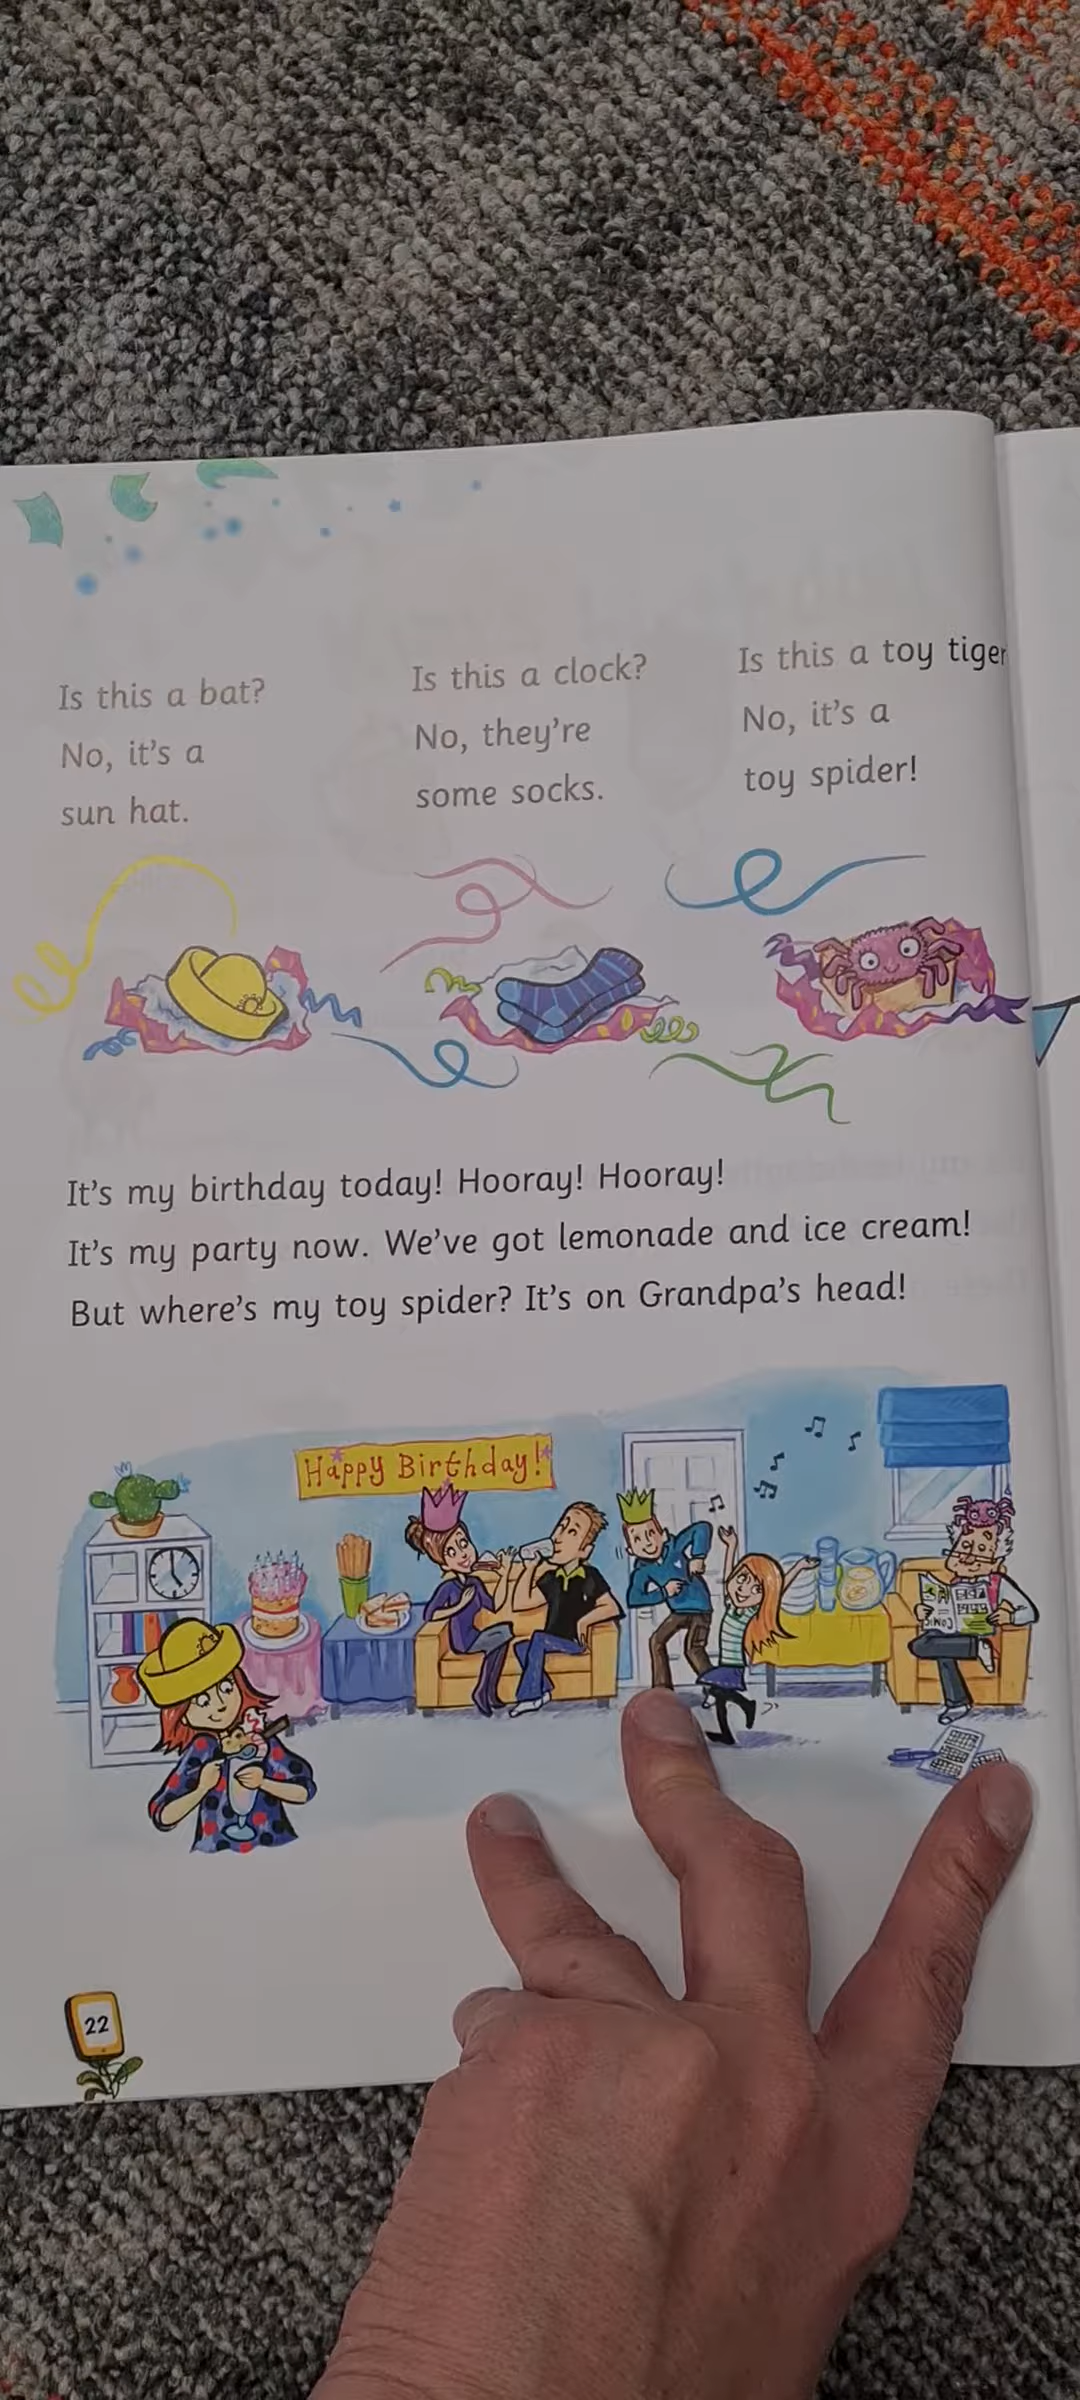 Is this a bat?
No, it's a
sun hat.
Is this a clock?
No, they're
some socks.
Is this a toy tiger
No, it's a
toy spider!
It's my birthday today! Hooray! Hooray!
It's my party now. We've got lemonade and ice cream!
But where's my toy spider? It's on Grandpa's head!
Happy Birthday!
COMIC
22